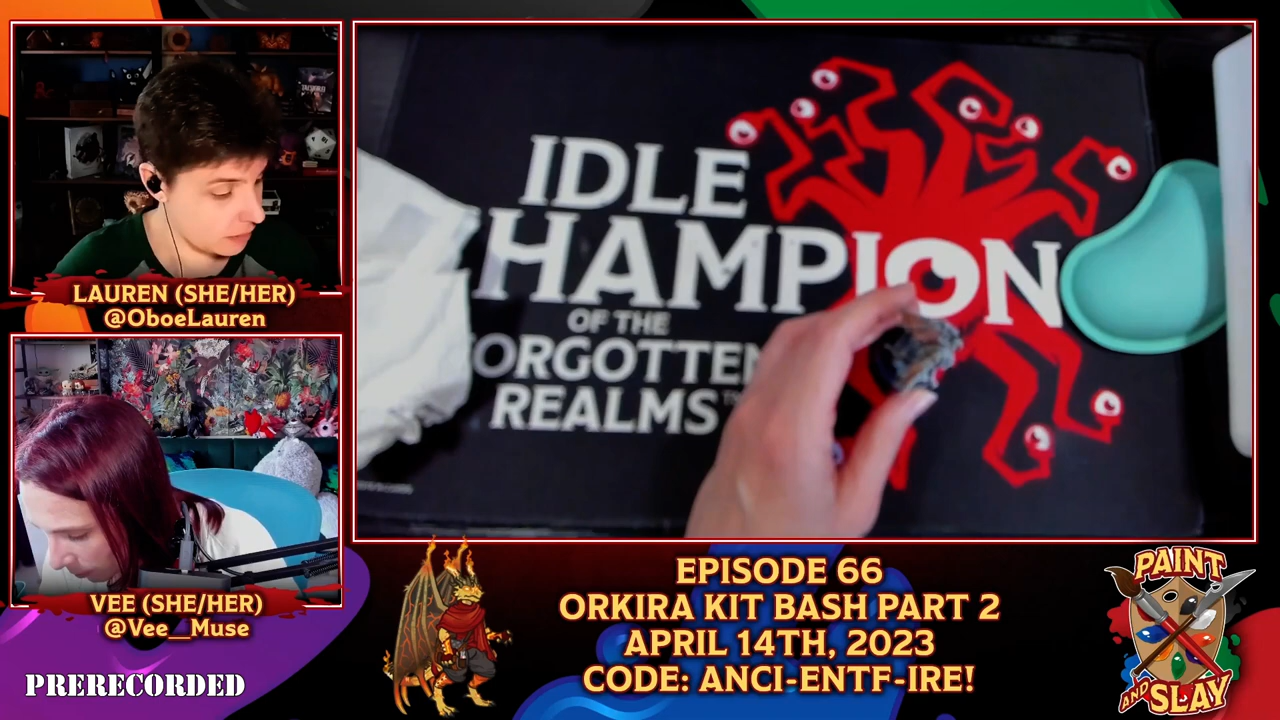 LAUREN (SHE/HER)
@OboeLauren
VEE (SHE/HER)
@Vee__Muse
PRERECORDED
IDLE
HAMPION
OF THE
ORGOTTEN
REALMS
EPISODE 66
ORKIRA KIT BASH PART 2
APRIL 14TH, 2023
CODE: ANCI-ENTF-IRE!
PAINT
AND SLAY